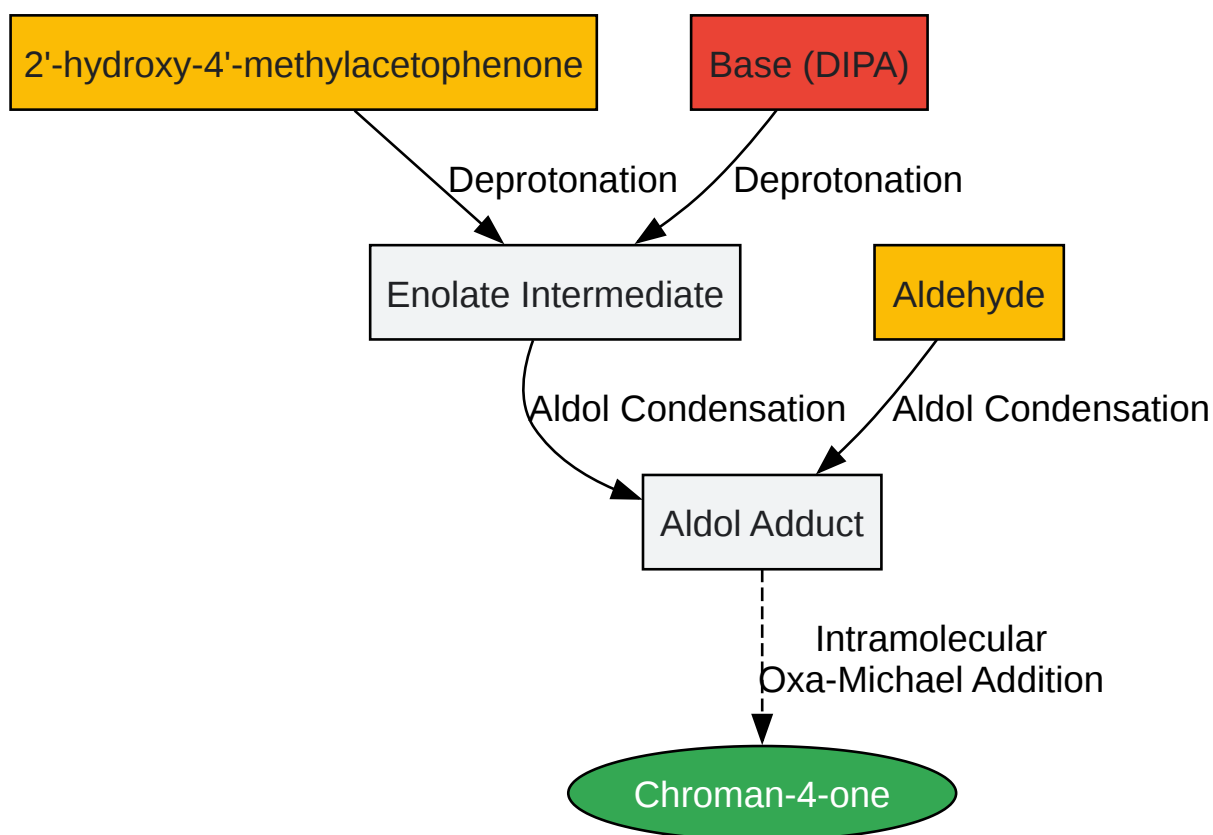 2'-hydroxy-4'-methylacetophenone
Base (DIPA)
Deprotonation
Deprotonation
Enolate Intermediate
Aldehyde
Aldol Condensation
Aldol Condensation
Aldol Adduct
Intramolecular
Oxa-Michael Addition
Chroman-4-one